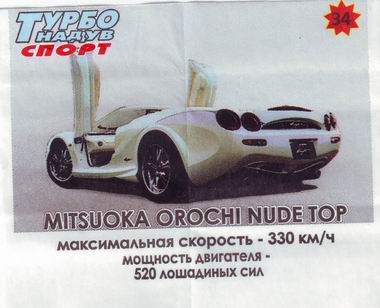 ТУРБО
НАДУВ
СПОРТ
34
MITSUOKA OROCHI NUDE TOP
максимальная скорость - 330 км/ч
мощность двигателя -
520 лошадиных сил